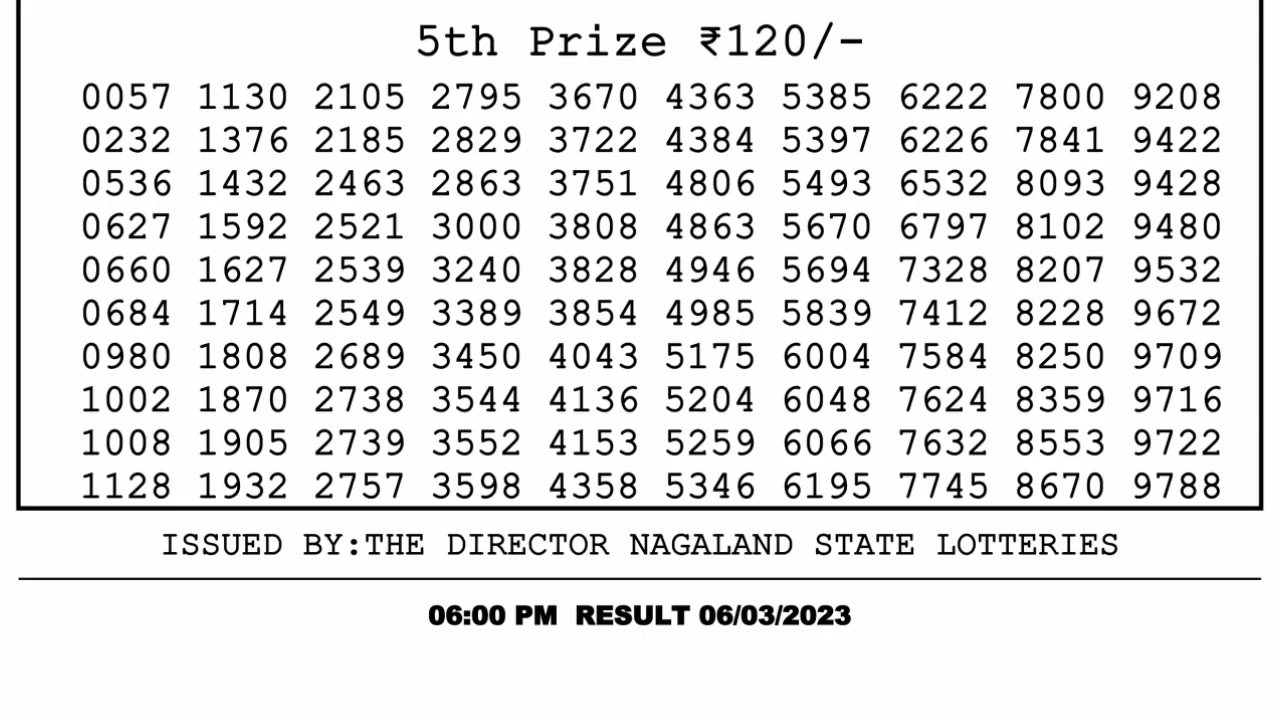 5th Prize ₹120/-
0057 1130 2105 2795 3670 4363 5385 6222 7800 9208
0232 1376 2185 2829 3722 4384 5397 6226 7841 9422
0536 1432 2463 2863 3751 4806 5493 6532 8093 9428
0627 1592 2521 3000 3808 4863 5670 6797 8102 9480
0660 1627 2539 3240 3828 4946 5694 7328 8207 9532
0684 1714 2549 3389 3854 4985 5839 7412 8228 9672
0980 1808 2689 3450 4043 5175 6004 7584 8250 9709
1002 1870 2738 3544 4136 5204 6048 7624 8359 9716
1008 1905 2739 3552 4153 5259 6066 7632 8553 9722
1128 1932 2757 3598 4358 5346 6195 7745 8670 9788
ISSUED BY:THE DIRECTOR NAGALAND STATE LOTTERIES
06:00 PM RESULT 06/03/2023